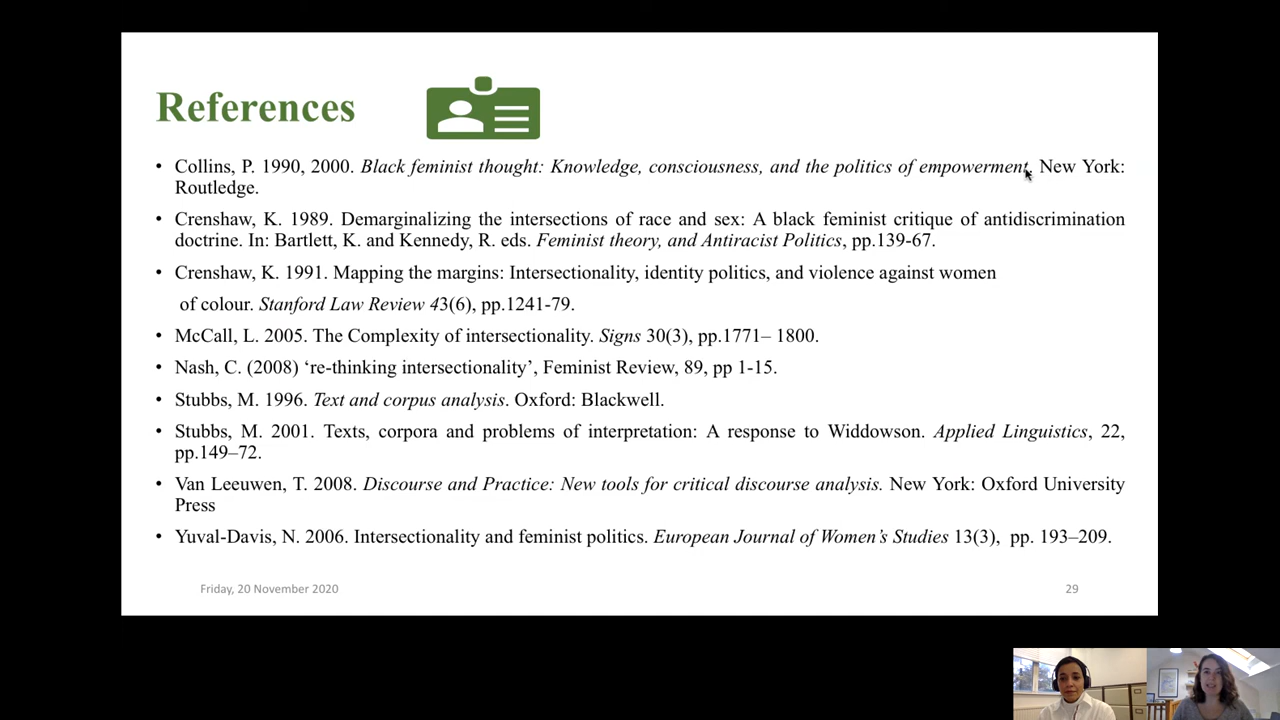 References
• Collins, P. 1990, 2000. Black feminist thought: Knowledge, consciousness, and the politics of empowerment, New York:
Routledge.
• Crenshaw, K. 1989. Demarginalizing the intersections of race and sex: A black feminist critique of antidiscrimination
doctrine. In: Bartlett, K. and Kennedy, R. eds. Feminist theory, and Antiracist Politics, pp.139-67.
• Crenshaw, K. 1991. Mapping the margins: Intersectionality, identity politics, and violence against women
of colour. Stanford Law Review 43(6), pp.1241-79.
• McCall, L. 2005. The Complexity of intersectionality. Signs 30(3), pp.1771– 1800.
• Nash, C. (2008) ‘re-thinking intersectionality’, Feminist Review, 89, pp 1-15.
• Stubbs, M. 1996. Text and corpus analysis. Oxford: Blackwell.
• Stubbs, M. 2001. Texts, corpora and problems of interpretation: A response to Widdowson. Applied Linguistics, 22,
pp.149–72.
• Van Leeuwen, T. 2008. Discourse and Practice: New tools for critical discourse analysis. New York: Oxford University
Press
• Yuval-Davis, N. 2006. Intersectionality and feminist politics. European Journal of Women’s Studies 13(3), pp. 193–209.
Friday, 20 November 2020
29